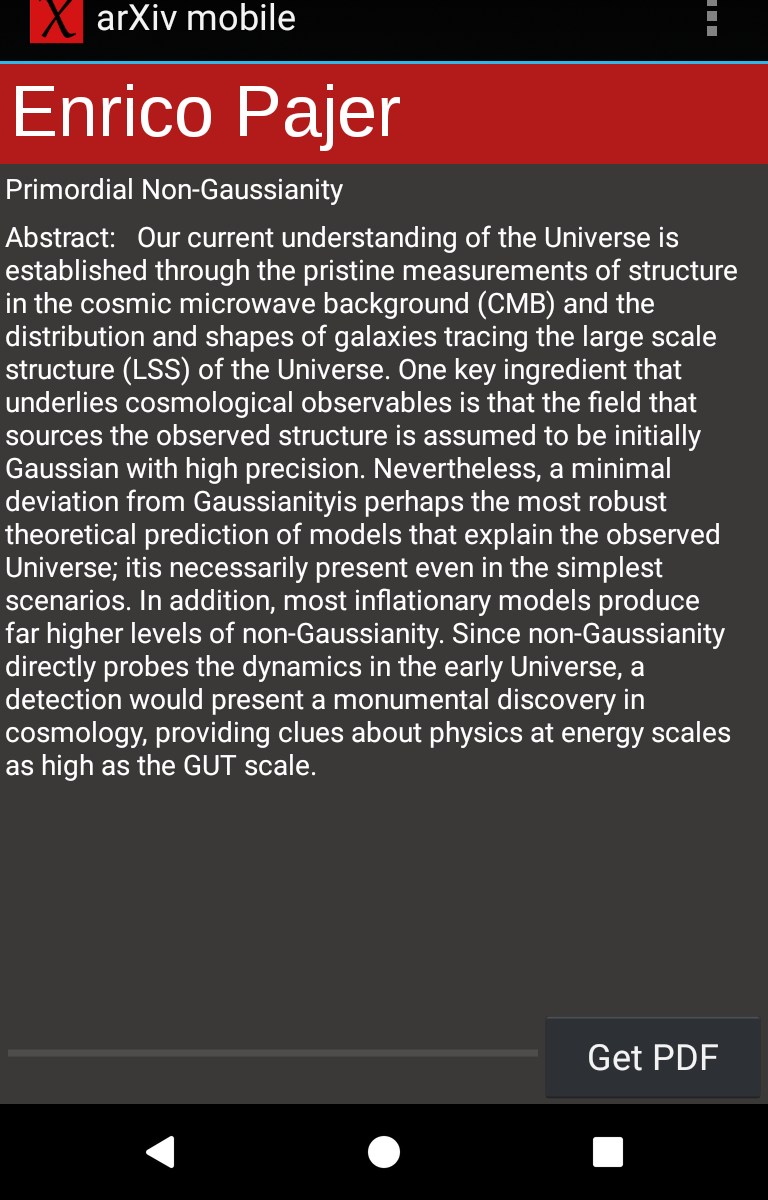 X arXiv mobile
Enrico Pajer
Primordial Non-Gaussianity
Abstract:   Our current understanding of the Universe is
established through the pristine measurements of structure
in the cosmic microwave background (CMB) and the
distribution and shapes of galaxies tracing the large scale
structure (LSS) of the Universe. One key ingredient that
underlies cosmological observables is that the field that
sources the observed structure is assumed to be initially
Gaussian with high precision. Nevertheless, a minimal
deviation from Gaussianityis perhaps the most robust
theoretical prediction of models that explain the observed
Universe; itis necessarily present even in the simplest
scenarios. In addition, most inflationary models produce
far higher levels of non-Gaussianity. Since non-Gaussianity
directly probes the dynamics in the early Universe, a
detection would present a monumental discovery in
cosmology, providing clues about physics at energy scales
as high as the GUT scale.
Get PDF